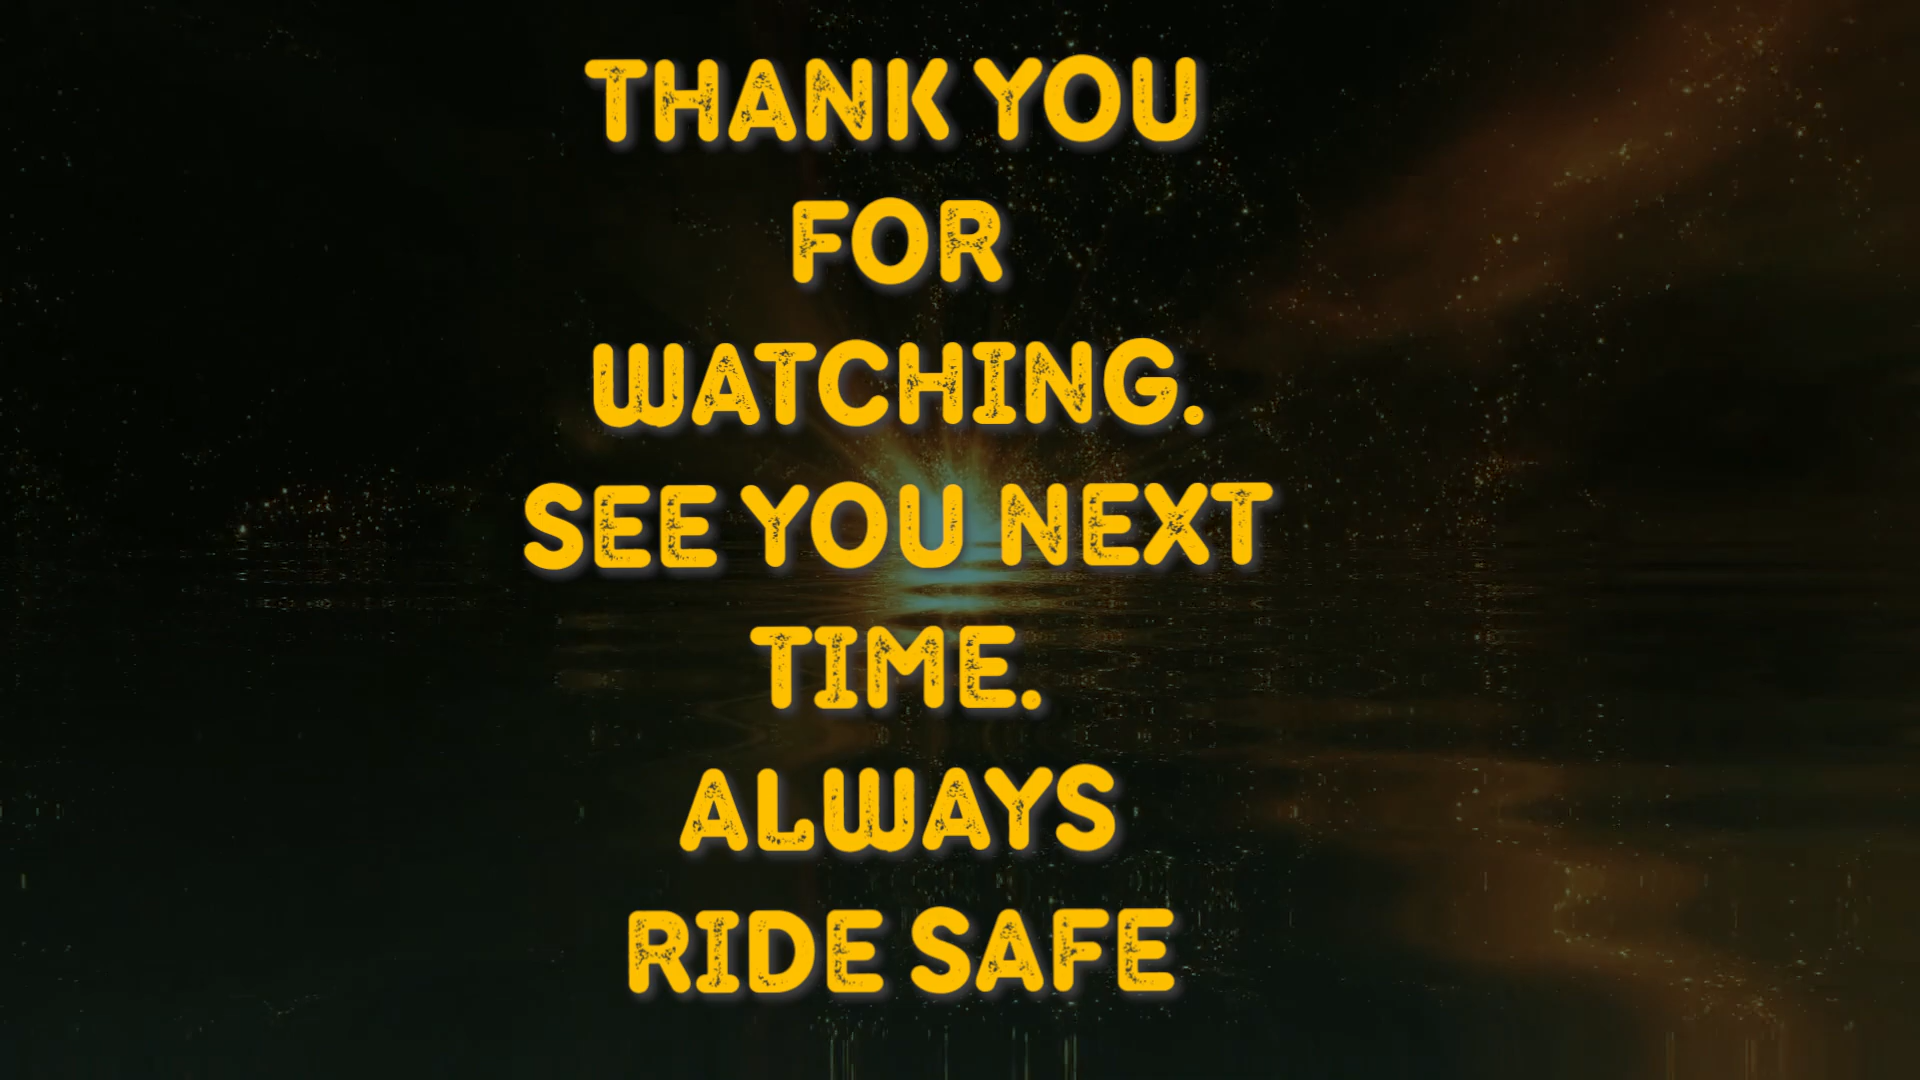 THANK YOU
FOR
WATCHING.
SEE YOU NEXT
TIME.
ALWAYS
RIDE SAFE